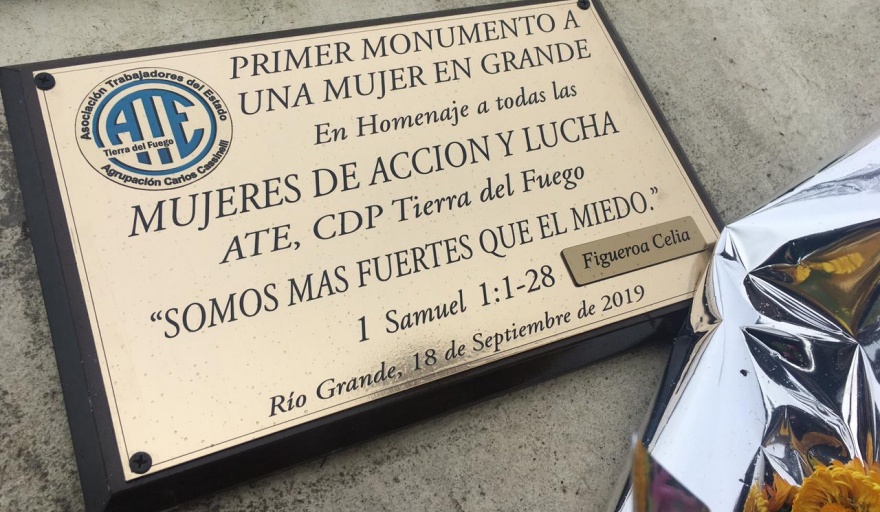 PRIMER MONUMENTO A
UNA MUJER EN GRANDE
En Homenaje a todas las
MUJERES DE ACCION Y LUCHA
ATE, CDP Tierra del Fuego
“SOMOS MAS FUERTES QUE EL MIEDO.”
Figueroa Celia
1 Samuel 1:1-28
Río Grande, 18 de Septiembre de 2019
Asociación Trabajadores del Estado
ATE
Tierra del Fuego
Agrupación Carlos Cassinelli